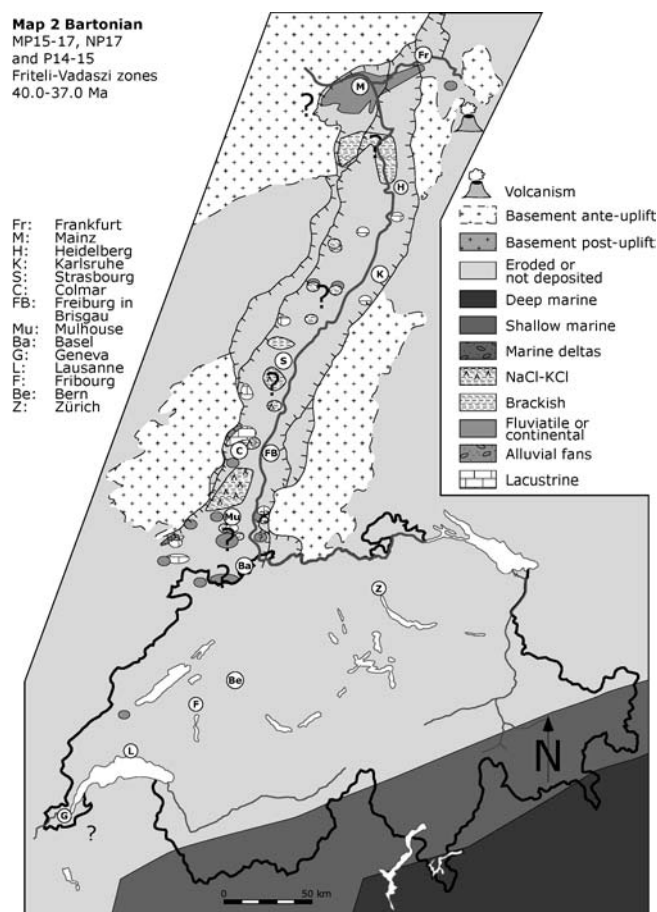 Map 2 Bartonian
MP15-17, NP17
and P14-15
Friteli-Vadaszi zones
40.0-37.0 Ma
Fr: Frankfurt
M: Mainz
H: Heidelberg
K: Karlsruhe
S: Strasbourg
C: Colmar
FB: Freiburg in
Brisgau
Mu: Mulhouse
Ba: Basel
G: Geneva
L: Lausanne
F: Fribourg
Be: Bern
Z: Zürich
Fr
M
?
?
H
K
?
S
?
C
FB
Mu
?
Ba
?
Z
Be
F
L
G
?
N
0 50 km
Volcanism
Basement ante-uplift
Basement post-uplift
Eroded or
not deposited
Deep marine
Shallow marine
Marine deltas
NaCl-KCl
Brackish
Fluviatile or
continental
Alluvial fans
Lacustrine